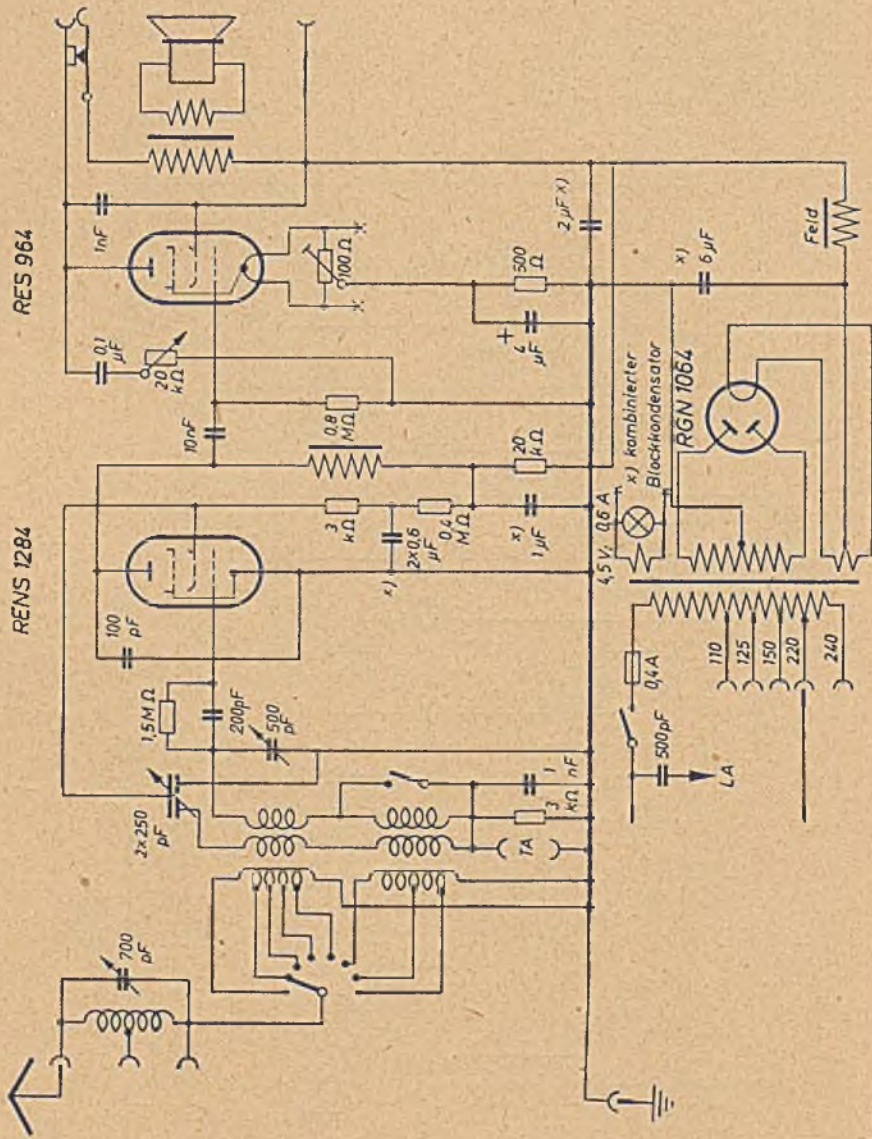 RENS 1284
RES 964
700
pF
2×250
pF
1,5 MΩ
200pF
500
pF
100
pF
10nF
0,1
µF
20
kΩ
1nF
100Ω
0,8
MΩ
3
kΩ
2×0,6
µF
x)
0,4
MΩ
x)
1µF
20
kΩ
+
4
µF
500
Ω
2µF x)
TA
3
kΩ
1
nF
LA
500pF
0,4A
110
125
150
220
240
4,5V; 0,6A
x) kombinierter
Blockkondensator
RGN 1064
x)
6µF
Feld